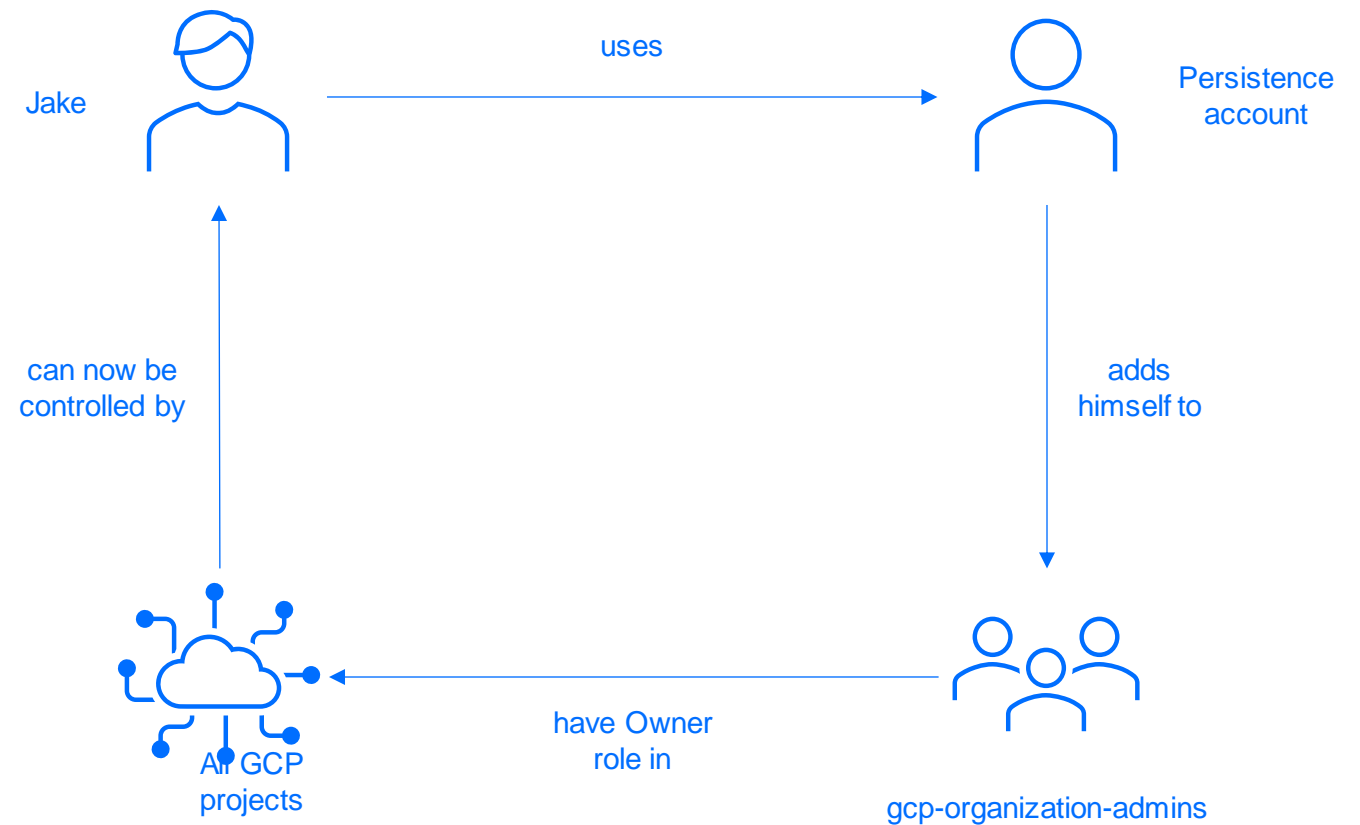 uses
Jake
Persistence
account
can now be
controlled by
adds
himself to
have Owner
role in
All GCP
projects
gcp-organization-admins